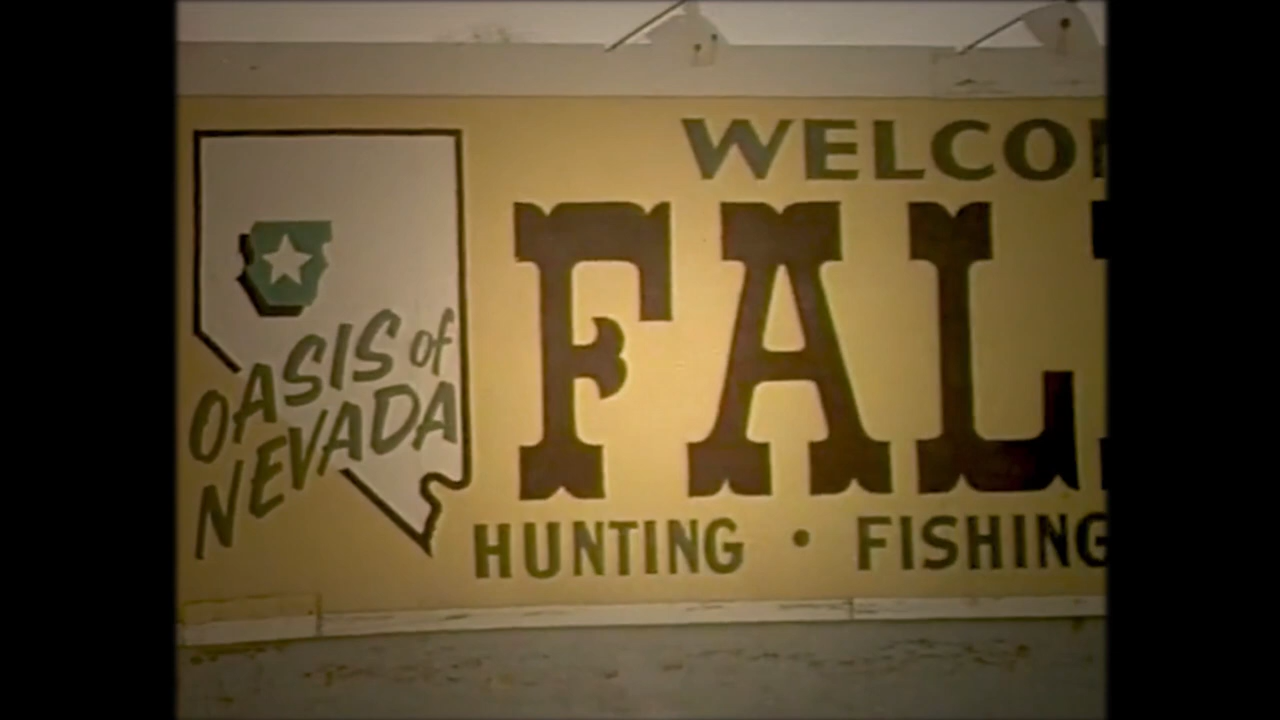 WELCO
FAL
OASIS of
NEVADA
HUNTING • FISHING